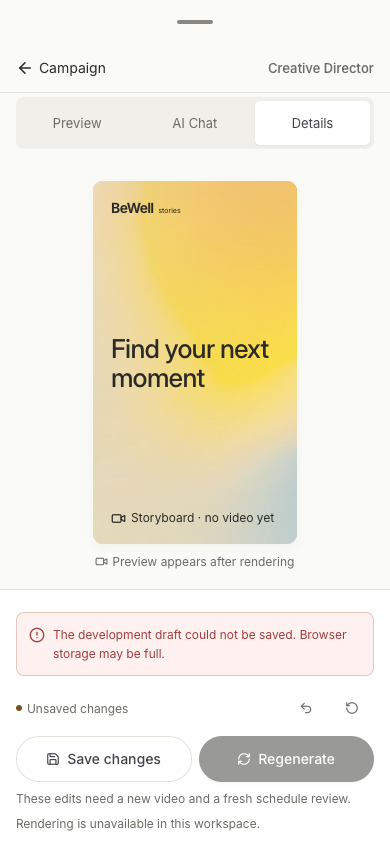 Campaign
Creative Director
Preview
AI Chat
Details
BeWell stories
Find your next
moment
Storyboard · no video yet
Preview appears after rendering
The development draft could not be saved. Browser
storage may be full.
Unsaved changes
Save changes
Regenerate
These edits need a new video and a fresh schedule review.
Rendering is unavailable in this workspace.